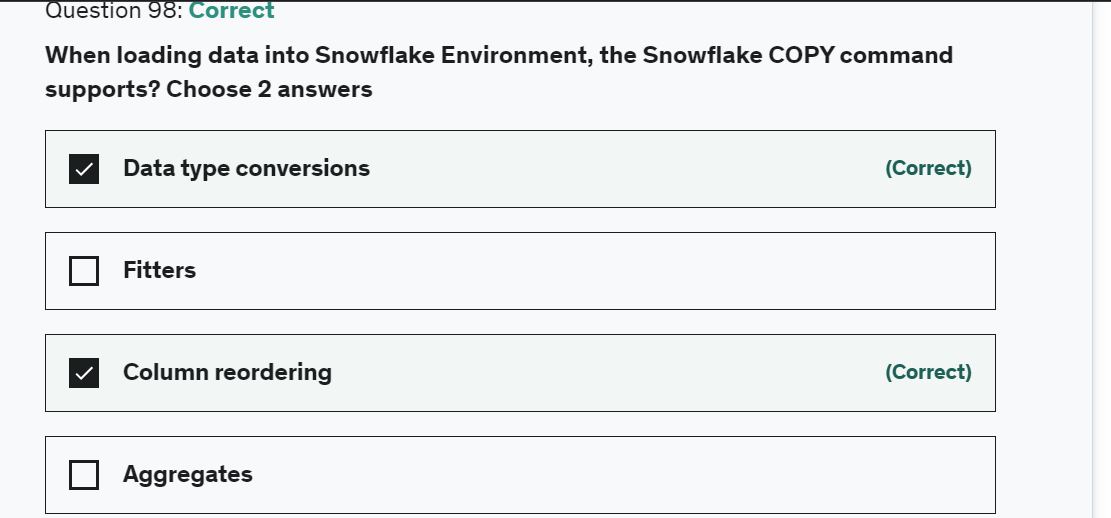 Question 98: Correct
When loading data into Snowflake Environment, the Snowflake COPY command
supports? Choose 2 answers
Data type conversions (Correct)
Fitters
Column reordering (Correct)
Aggregates